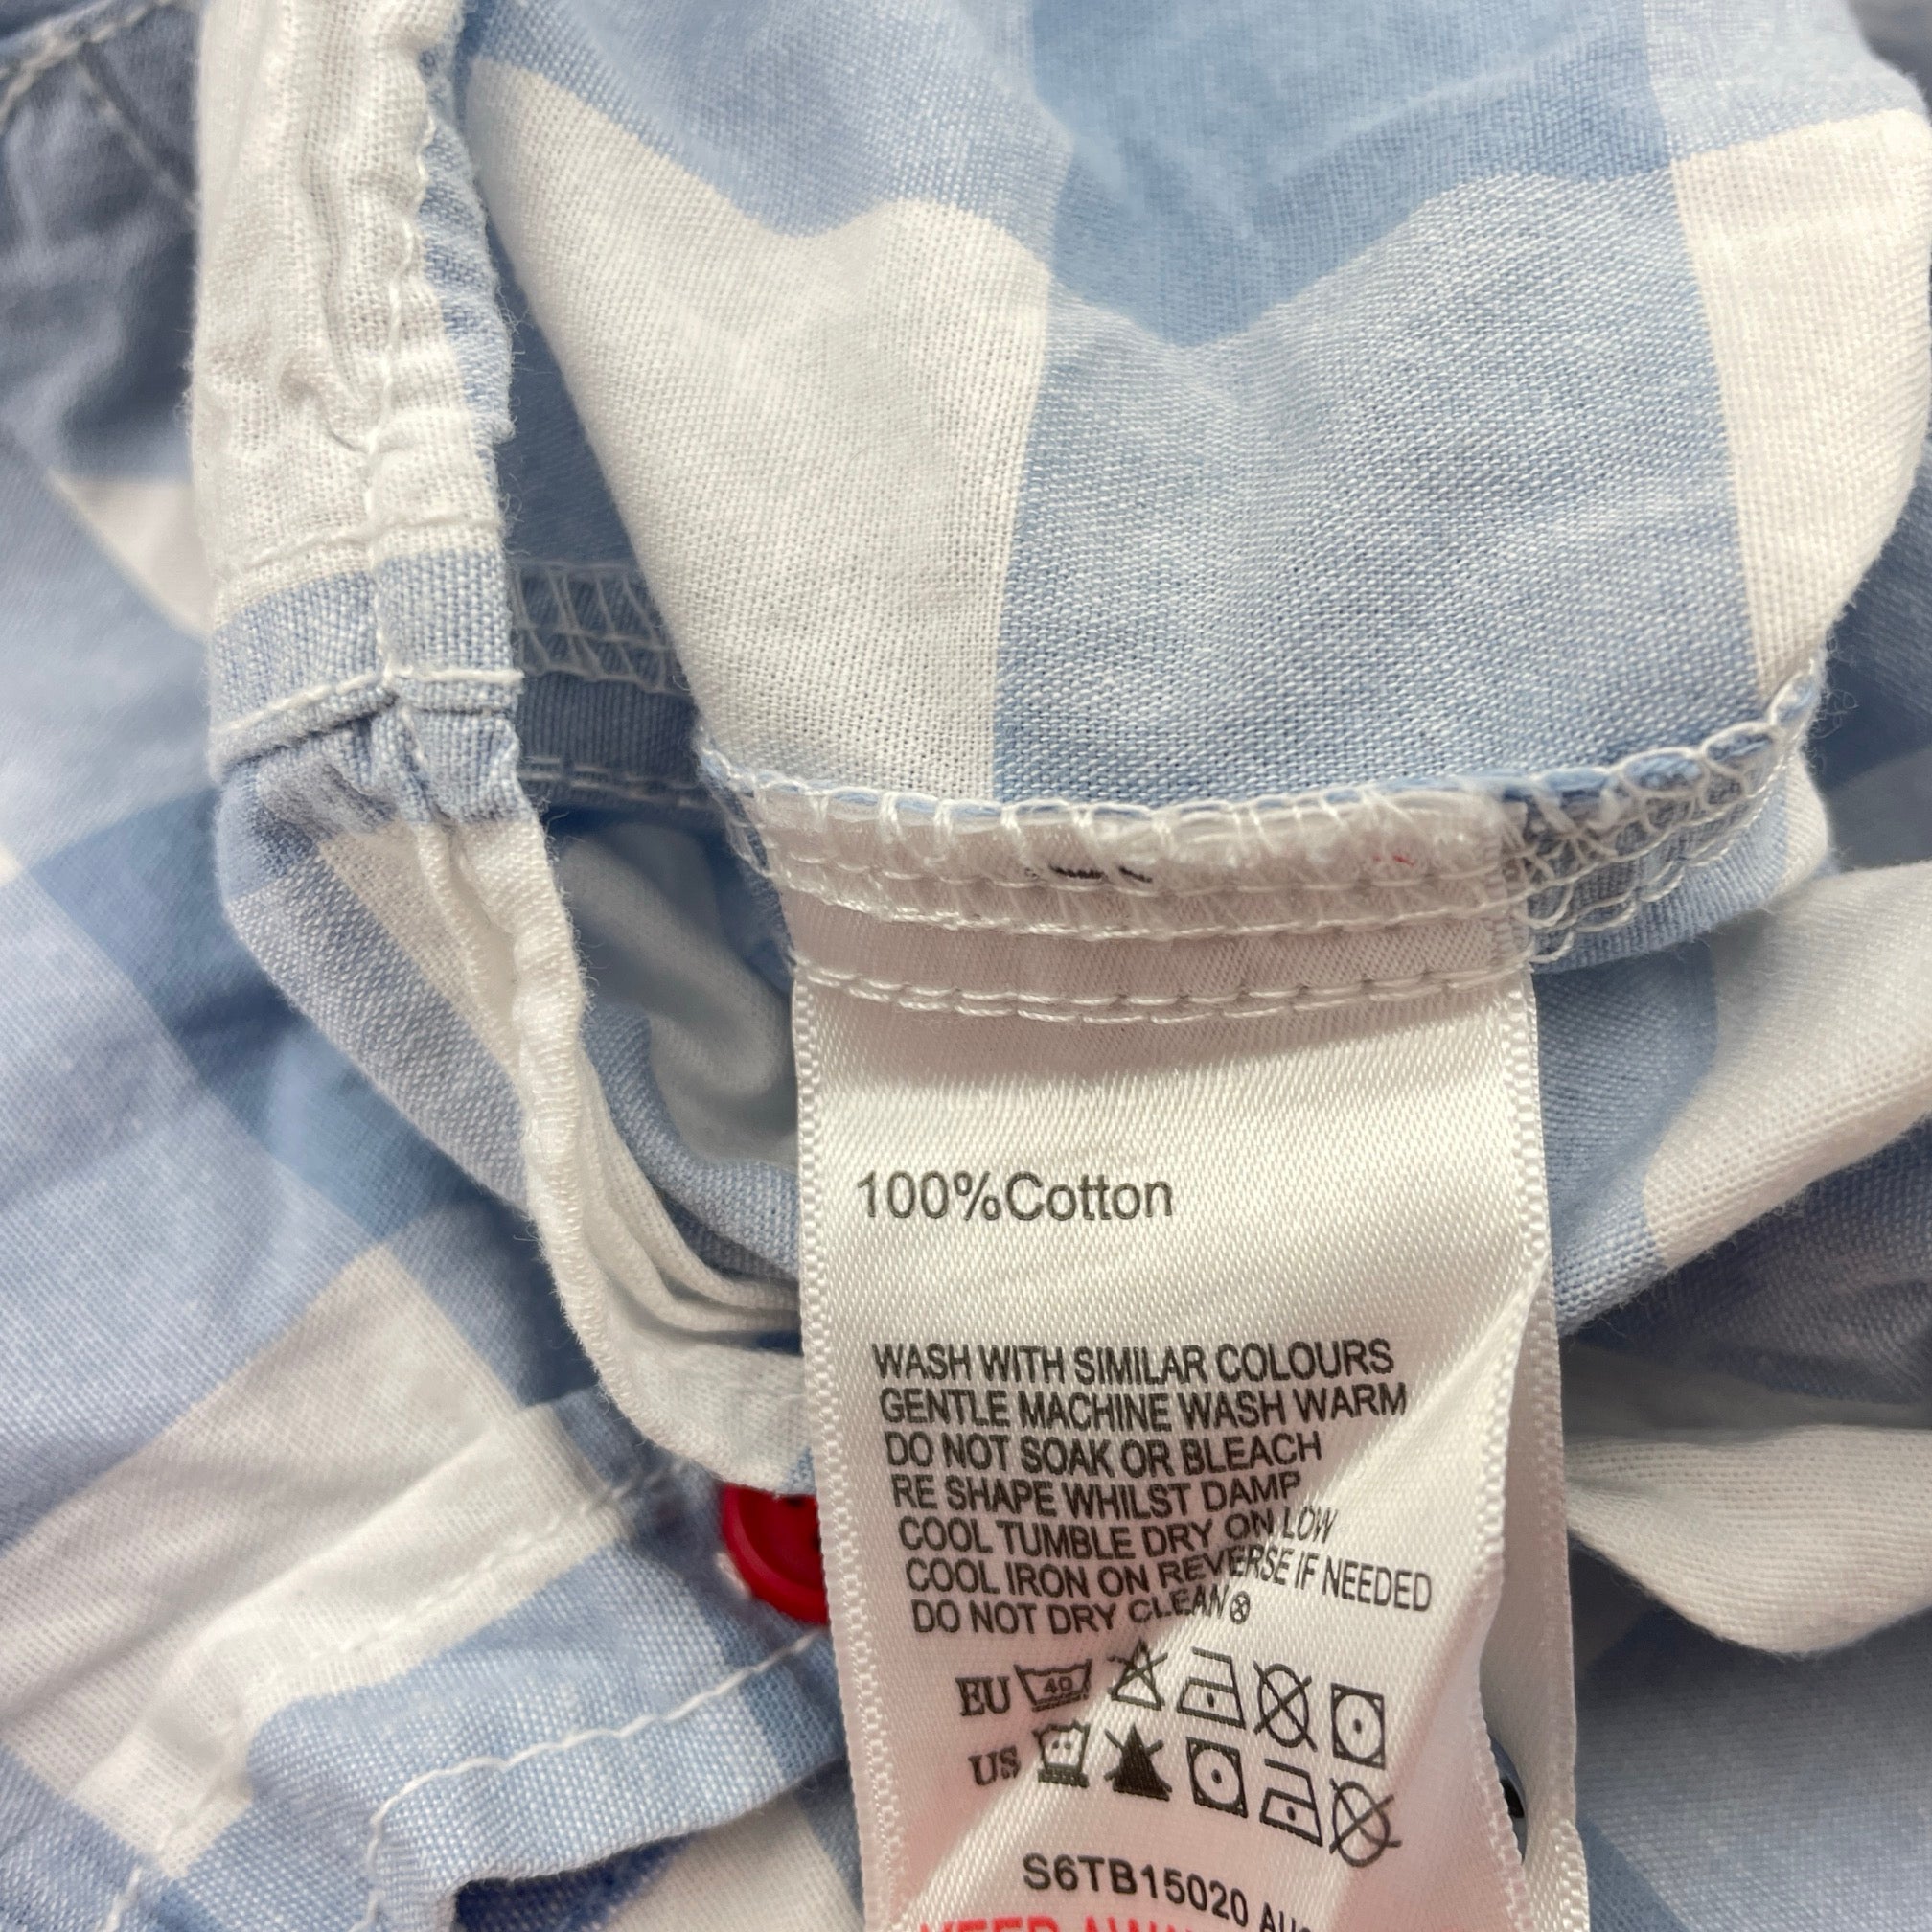 100%Cotton
WASH WITH SIMILAR COLOURS
GENTLE MACHINE WASH WARM
DO NOT SOAK OR BLEACH
RE SHAPE WHILST DAMP
COOL TUMBLE DRY ON LOW
COOL IRON ON REVERSE IF NEEDED
DO NOT DRY CLEAN
EU 40
US
S6TB15020
KEEP